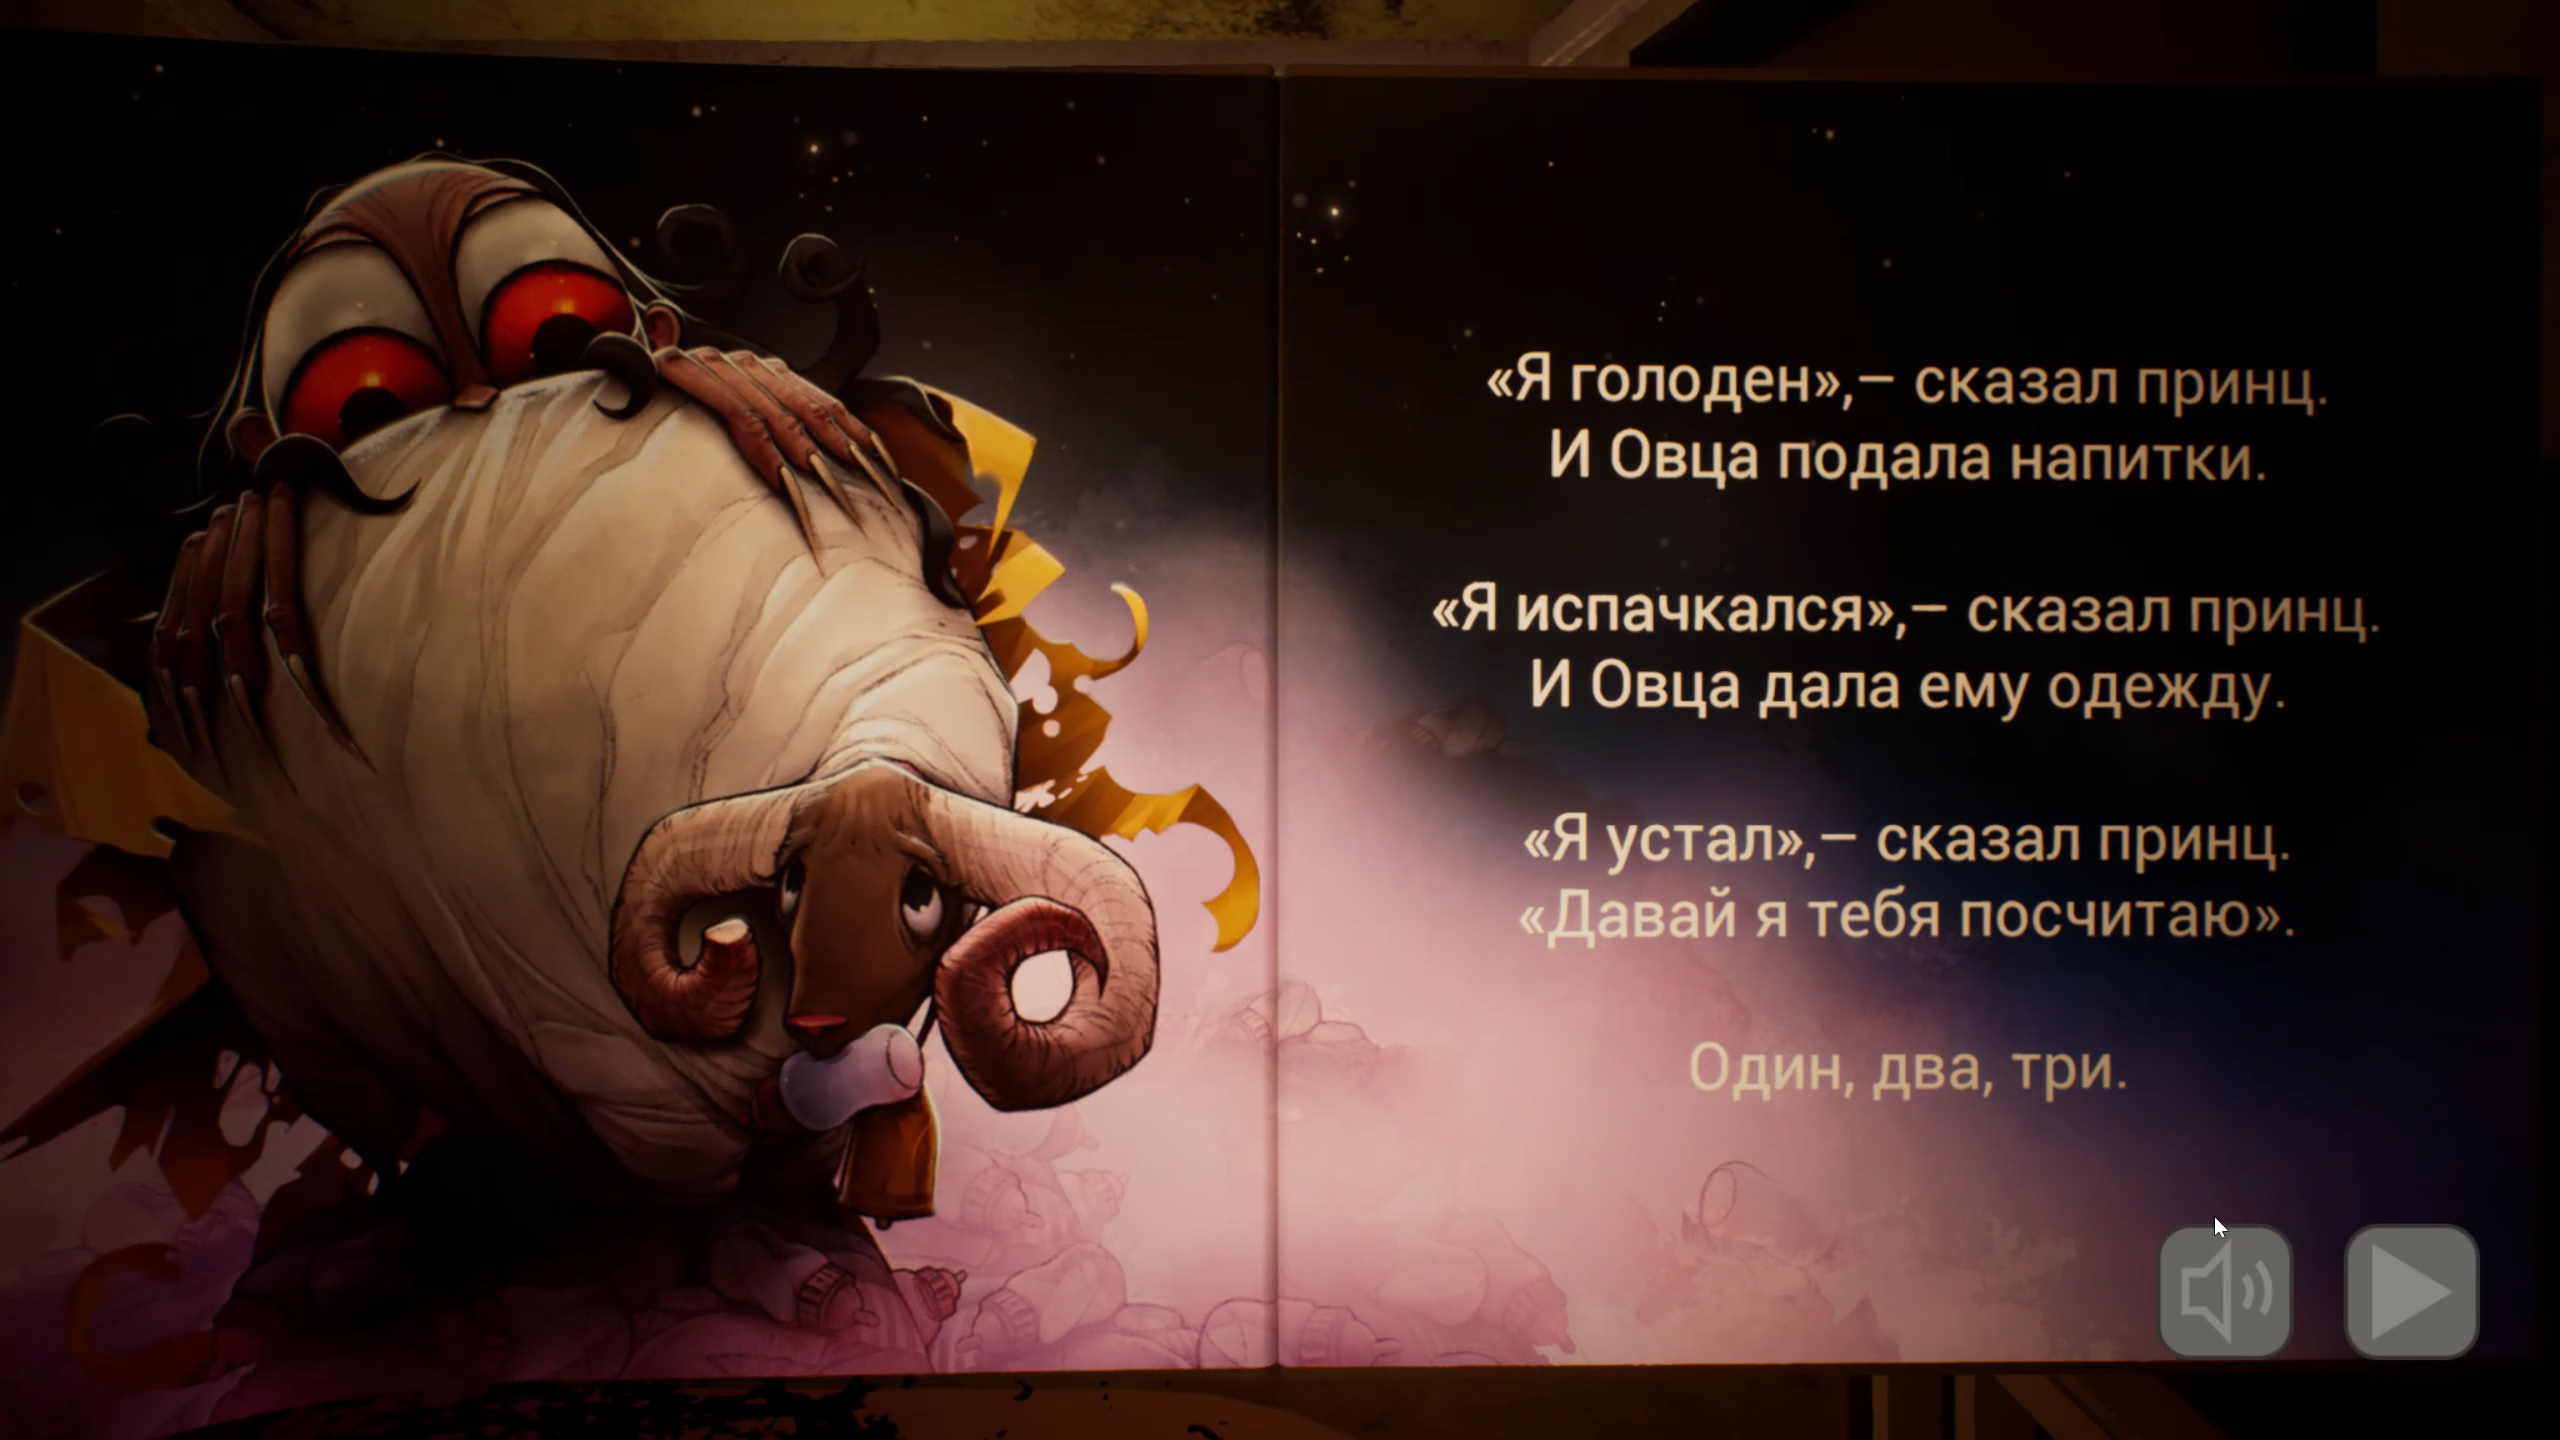 «Я голоден»,– сказал принц.
И Овца подала напитки.
«Я испачкался»,– сказал принц.
И Овца дала ему одежду.
«Я устал»,– сказал принц.
«Давай я тебя посчитаю».
Один, два, три.